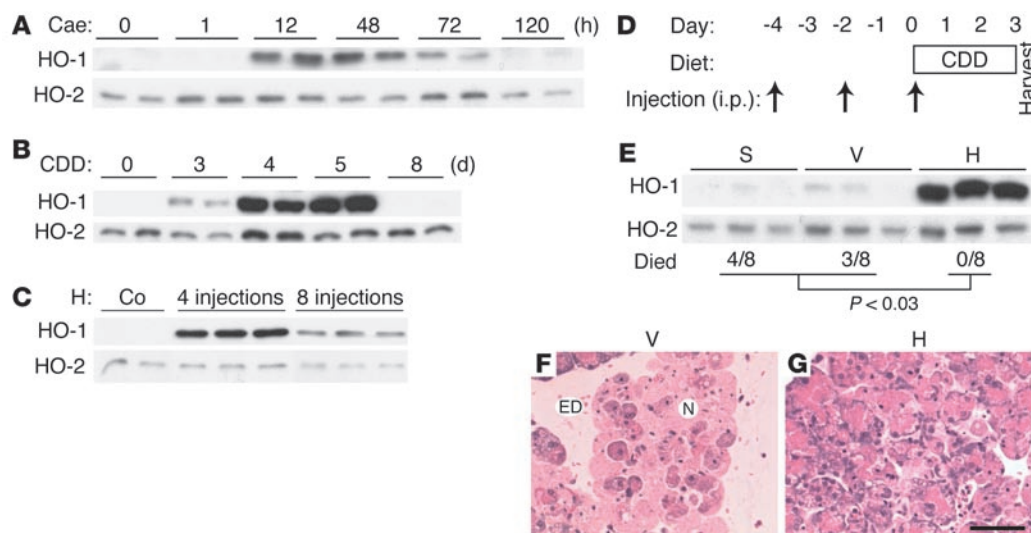 A
Cae: 0 1 12 48 72 120 (h)
HO-1
HO-2
B
CDD: 0 3 4 5 8 (d)
HO-1
HO-2
C
H: Co 4 injections 8 injections
HO-1
HO-2
D
Day: -4 -3 -2 -1 0 1 2 3
Diet: CDD
Injection (i.p.):
Harvest
E
S V H
HO-1
HO-2
Died 4/8 3/8 0/8
P < 0.03
V
F
ED
N
H
G